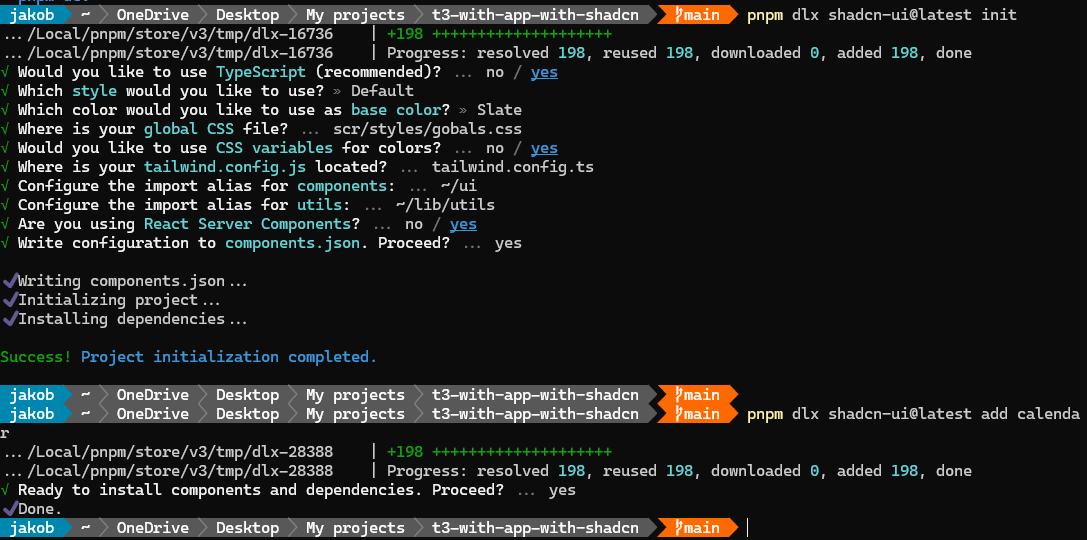 jakob ~ OneDrive Desktop My projects t3-with-app-with-shadcn main pnpm dlx shadcn-ui@latest init
.../Local/pnpm/store/v3/tmp/dlx-16736 | +198 ++++++++++++++++++++
.../Local/pnpm/store/v3/tmp/dlx-16736 | Progress: resolved 198, reused 198, downloaded 0, added 198, done
√ Would you like to use TypeScript (recommended)? ... no / yes
√ Which style would you like to use? » Default
√ Which color would you like to use as base color? » Slate
√ Where is your global CSS file? ... scr/styles/gobals.css
√ Would you like to use CSS variables for colors? ... no / yes
√ Where is your tailwind.config.js located? ... tailwind.config.ts
√ Configure the import alias for components: ... ~/ui
√ Configure the import alias for utils: ... ~/lib/utils
√ Are you using React Server Components? ... no / yes
√ Write configuration to components.json. Proceed? ... yes
✔Writing components.json...
✔Initializing project...
✔Installing dependencies...
Success! Project initialization completed.
jakob ~ OneDrive Desktop My projects t3-with-app-with-shadcn main
jakob ~ OneDrive Desktop My projects t3-with-app-with-shadcn main pnpm dlx shadcn-ui@latest add calenda
r
.../Local/pnpm/store/v3/tmp/dlx-28388 | +198 ++++++++++++++++++++
.../Local/pnpm/store/v3/tmp/dlx-28388 | Progress: resolved 198, reused 198, downloaded 0, added 198, done
√ Ready to install components and dependencies. Proceed? ... yes
✔Done.
jakob ~ OneDrive Desktop My projects t3-with-app-with-shadcn main